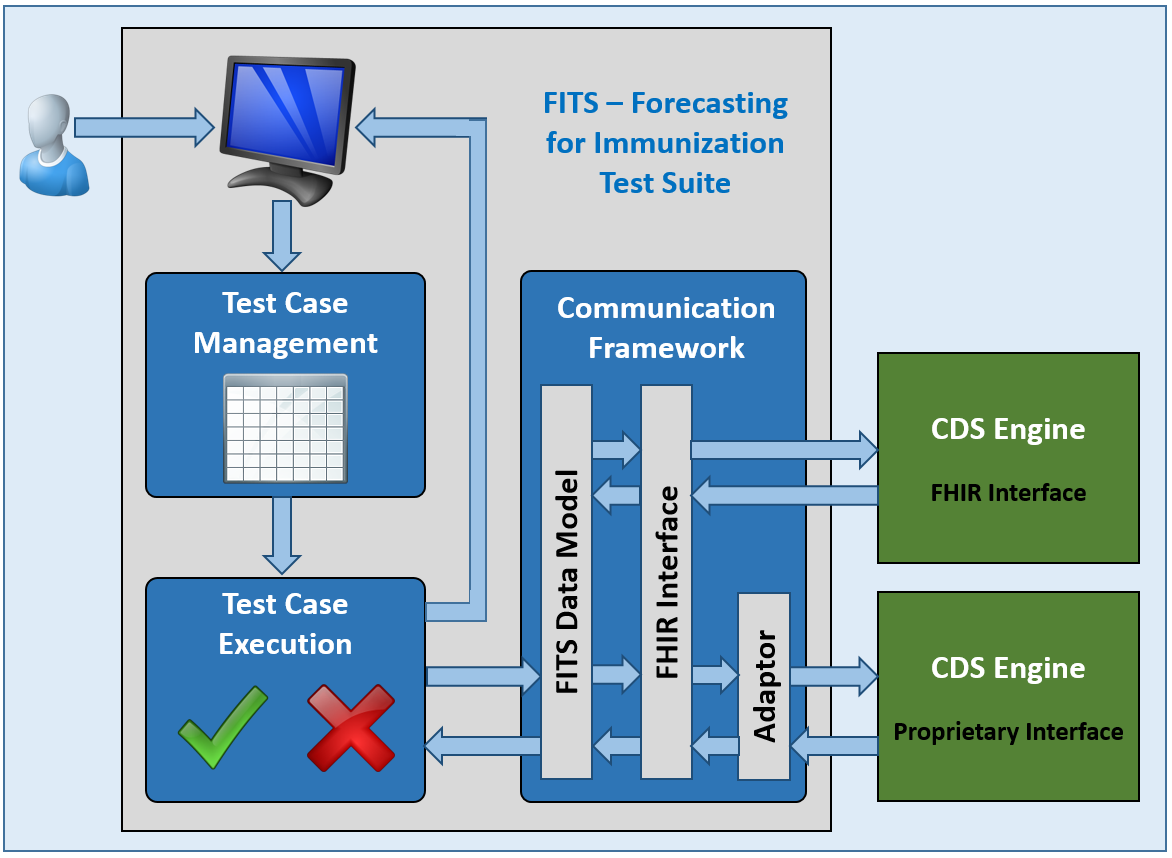 FITS – Forecasting
for Immunization
Test Suite
Test Case
Management
Test Case
Execution
Communication
Framework
FITS Data Model
FHIR Interface
Adaptor
CDS Engine
FHIR Interface
CDS Engine
Proprietary Interface